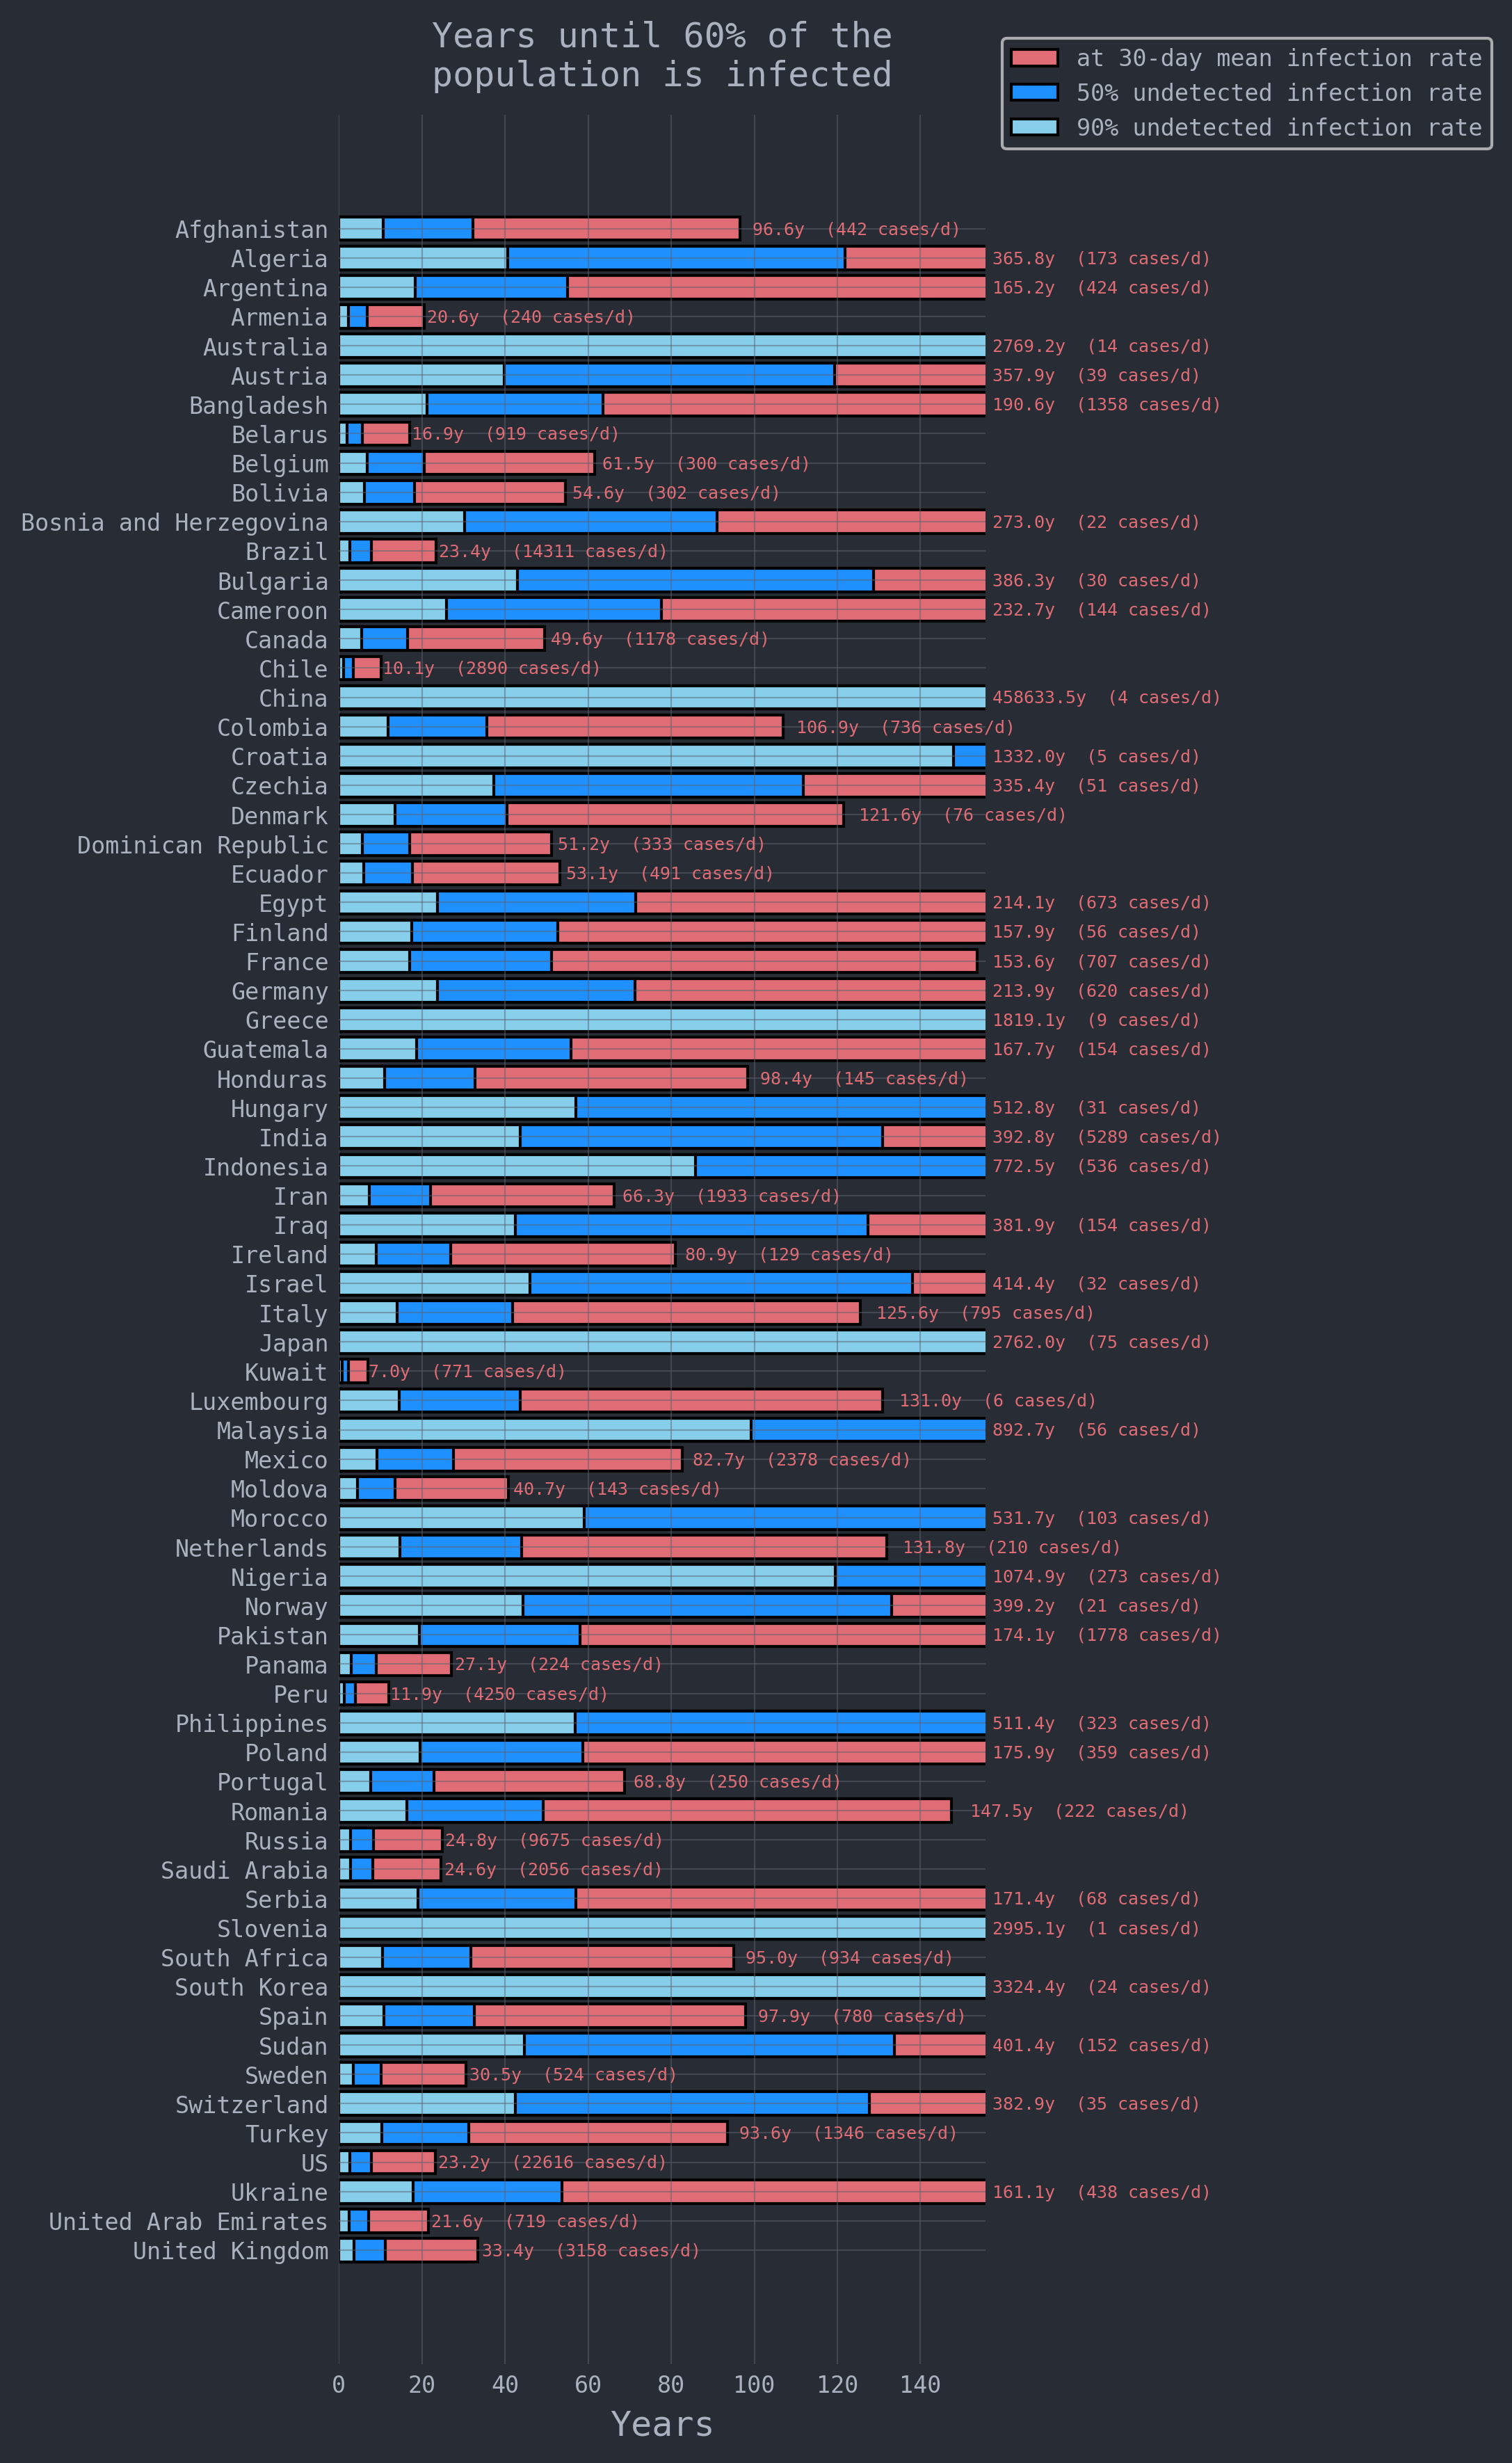 Years until 60% of the
population is infected
at 30-day mean infection rate
50% undetected infection rate
90% undetected infection rate
Afghanistan 96.6y (442 cases/d)
Algeria 365.8y (173 cases/d)
Argentina 165.2y (424 cases/d)
Armenia 20.6y (240 cases/d)
Australia 2769.2y (14 cases/d)
Austria 357.9y (39 cases/d)
Bangladesh 190.6y (1358 cases/d)
Belarus 16.9y (919 cases/d)
Belgium 61.5y (300 cases/d)
Bolivia 54.6y (302 cases/d)
Bosnia and Herzegovina 273.0y (22 cases/d)
Brazil 23.4y (14311 cases/d)
Bulgaria 386.3y (30 cases/d)
Cameroon 232.7y (144 cases/d)
Canada 49.6y (1178 cases/d)
Chile 10.1y (2890 cases/d)
China 458633.5y (4 cases/d)
Colombia 106.9y (736 cases/d)
Croatia 1332.0y (5 cases/d)
Czechia 335.4y (51 cases/d)
Denmark 121.6y (76 cases/d)
Dominican Republic 51.2y (333 cases/d)
Ecuador 53.1y (491 cases/d)
Egypt 214.1y (673 cases/d)
Finland 157.9y (56 cases/d)
France 153.6y (707 cases/d)
Germany 213.9y (620 cases/d)
Greece 1819.1y (9 cases/d)
Guatemala 167.7y (154 cases/d)
Honduras 98.4y (145 cases/d)
Hungary 512.8y (31 cases/d)
India 392.8y (5289 cases/d)
Indonesia 772.5y (536 cases/d)
Iran 66.3y (1933 cases/d)
Iraq 381.9y (154 cases/d)
Ireland 80.9y (129 cases/d)
Israel 414.4y (32 cases/d)
Italy 125.6y (795 cases/d)
Japan 2762.0y (75 cases/d)
Kuwait 7.0y (771 cases/d)
Luxembourg 131.0y (6 cases/d)
Malaysia 892.7y (56 cases/d)
Mexico 82.7y (2378 cases/d)
Moldova 40.7y (143 cases/d)
Morocco 531.7y (103 cases/d)
Netherlands 131.8y (210 cases/d)
Nigeria 1074.9y (273 cases/d)
Norway 399.2y (21 cases/d)
Pakistan 174.1y (1778 cases/d)
Panama 27.1y (224 cases/d)
Peru 11.9y (4250 cases/d)
Philippines 511.4y (323 cases/d)
Poland 175.9y (359 cases/d)
Portugal 68.8y (250 cases/d)
Romania 147.5y (222 cases/d)
Russia 24.8y (9675 cases/d)
Saudi Arabia 24.6y (2056 cases/d)
Serbia 171.4y (68 cases/d)
Slovenia 2995.1y (1 cases/d)
South Africa 95.0y (934 cases/d)
South Korea 3324.4y (24 cases/d)
Spain 97.9y (780 cases/d)
Sudan 401.4y (152 cases/d)
Sweden 30.5y (524 cases/d)
Switzerland 382.9y (35 cases/d)
Turkey 93.6y (1346 cases/d)
US 23.2y (22616 cases/d)
Ukraine 161.1y (438 cases/d)
United Arab Emirates 21.6y (719 cases/d)
United Kingdom 33.4y (3158 cases/d)
0 20 40 60 80 100 120 140
Years